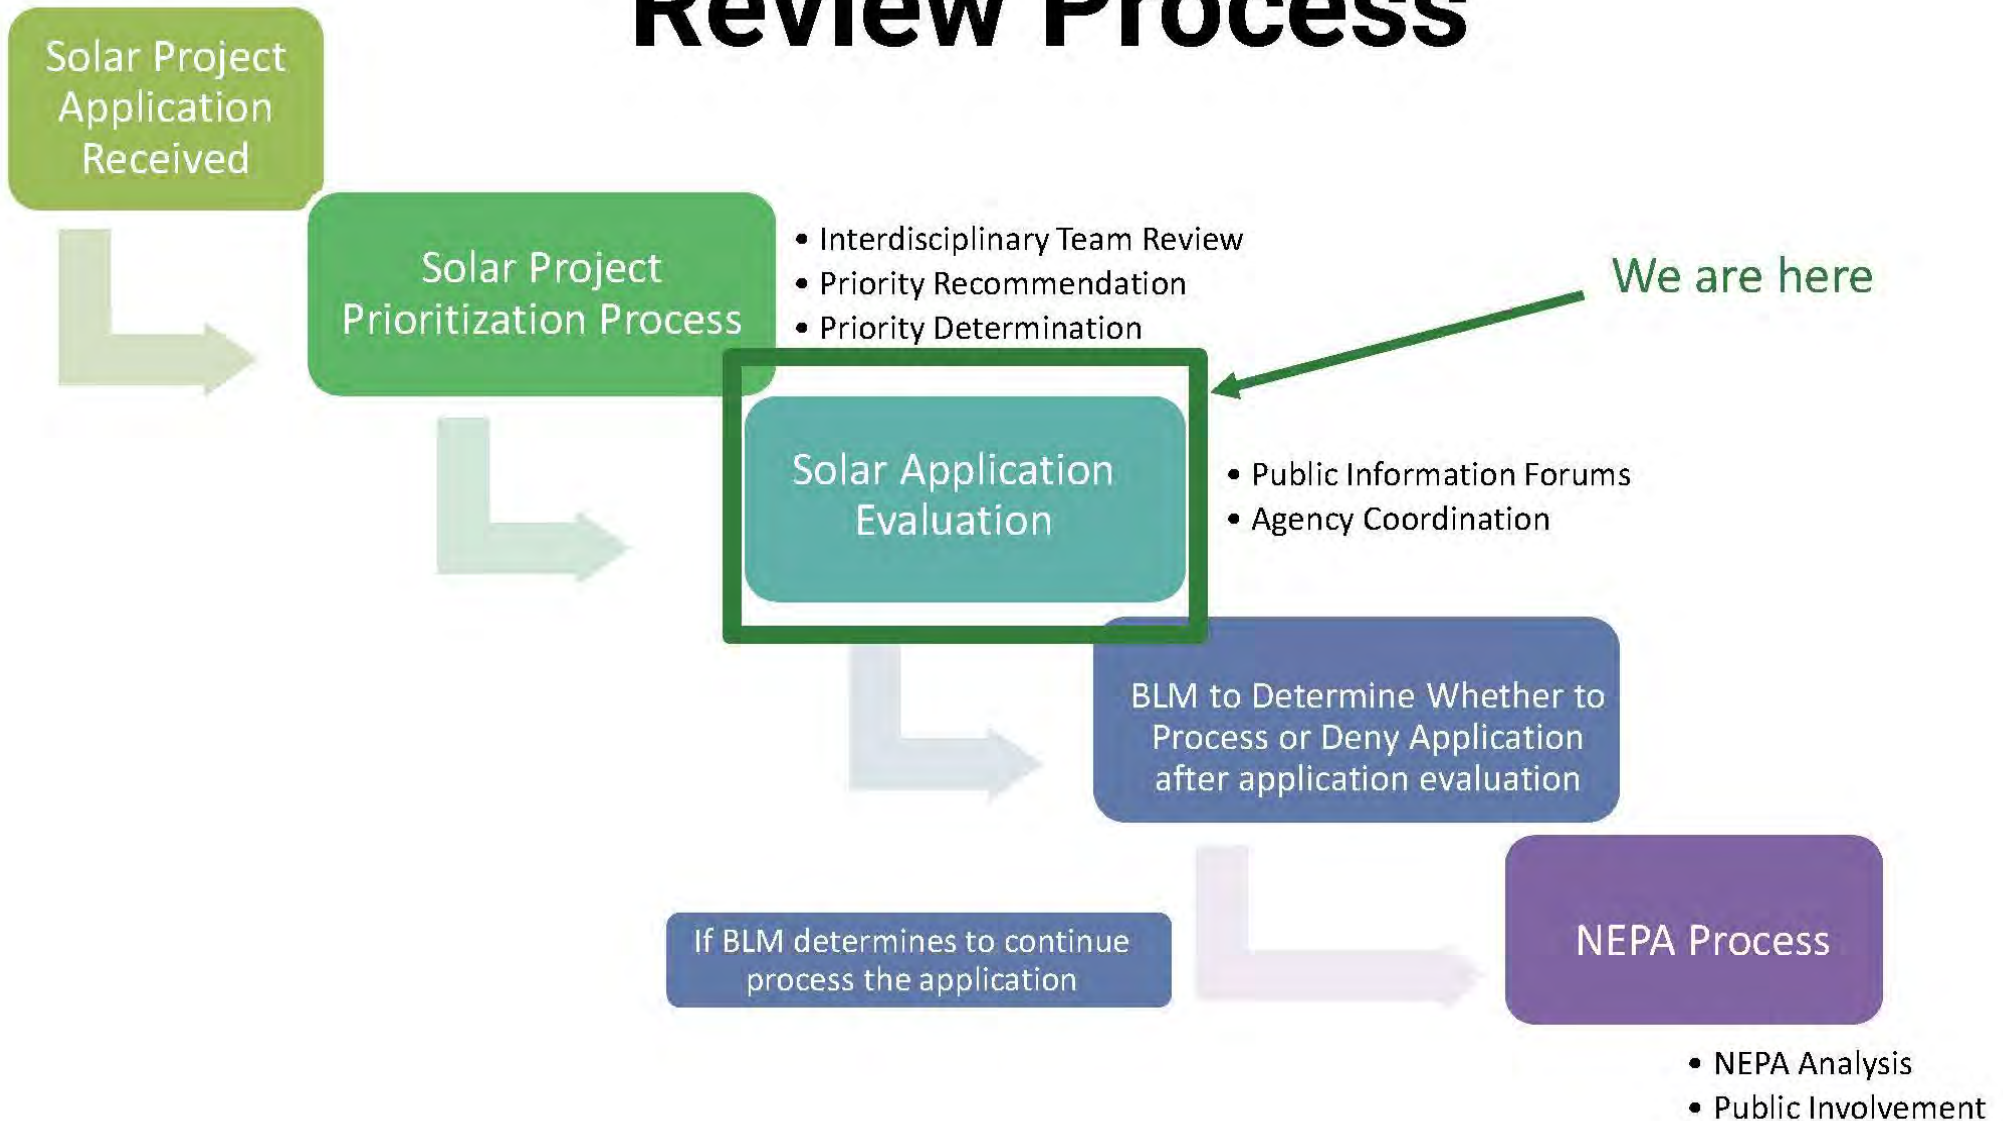 Review Process
Solar Project
Application
Received
Solar Project
Prioritization Process
• Interdisciplinary Team Review
• Priority Recommendation
• Priority Determination
We are here
Solar Application
Evaluation
• Public Information Forums
• Agency Coordination
BLM to Determine Whether to
Process or Deny Application
after application evaluation
If BLM determines to continue
process the application
NEPA Process
• NEPA Analysis
• Public Involvement